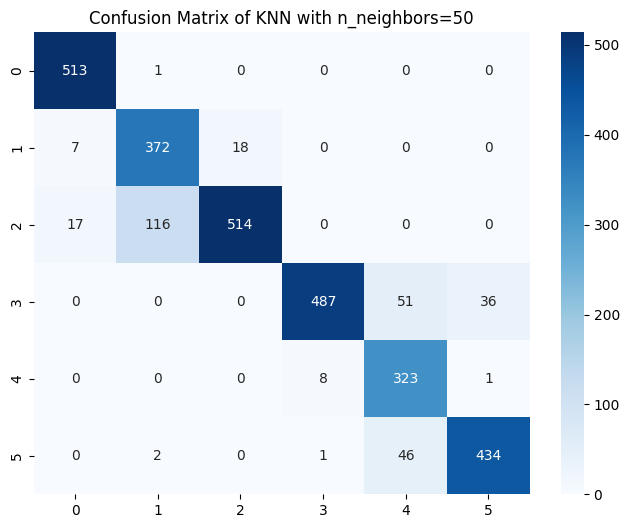 Confusion Matrix of KNN with n_neighbors=50
0 513 1 0 0 0 0
1 7 372 18 0 0 0
2 17 116 514 0 0 0
3 0 0 0 487 51 36
4 0 0 0 8 323 1
5 0 2 0 1 46 434
0 1 2 3 4 5
500
400
300
200
100
0